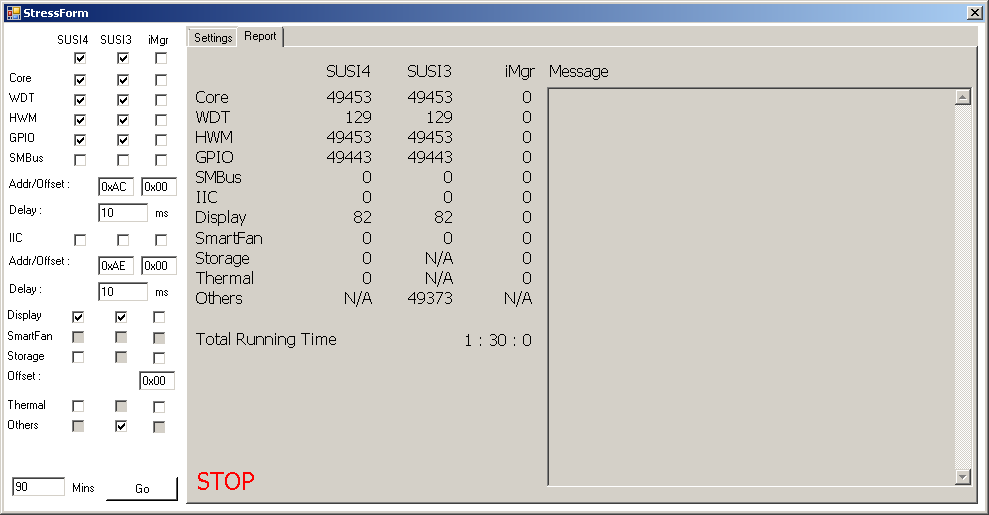 StressForm
SUSI4 SUSI3 iMgr
Core
WDT
HWM
GPIO
SMBus
Addr/Offset : 0xAC 0x00
Delay : 10 ms
IIC
Addr/Offset : 0xAE 0x00
Delay : 10 ms
Display
SmartFan
Storage
Offset : 0x00
Thermal
Others
90 Mins Go
Settings Report
SUSI4 SUSI3 iMgr Message
Core 49453 49453 0
WDT 129 129 0
HWM 49453 49453 0
GPIO 49443 49443 0
SMBus 0 0 0
IIC 0 0 0
Display 82 82 0
SmartFan 0 0 0
Storage 0 N/A 0
Thermal 0 N/A 0
Others N/A 49373 N/A
Total Running Time 1 : 30 : 0
STOP